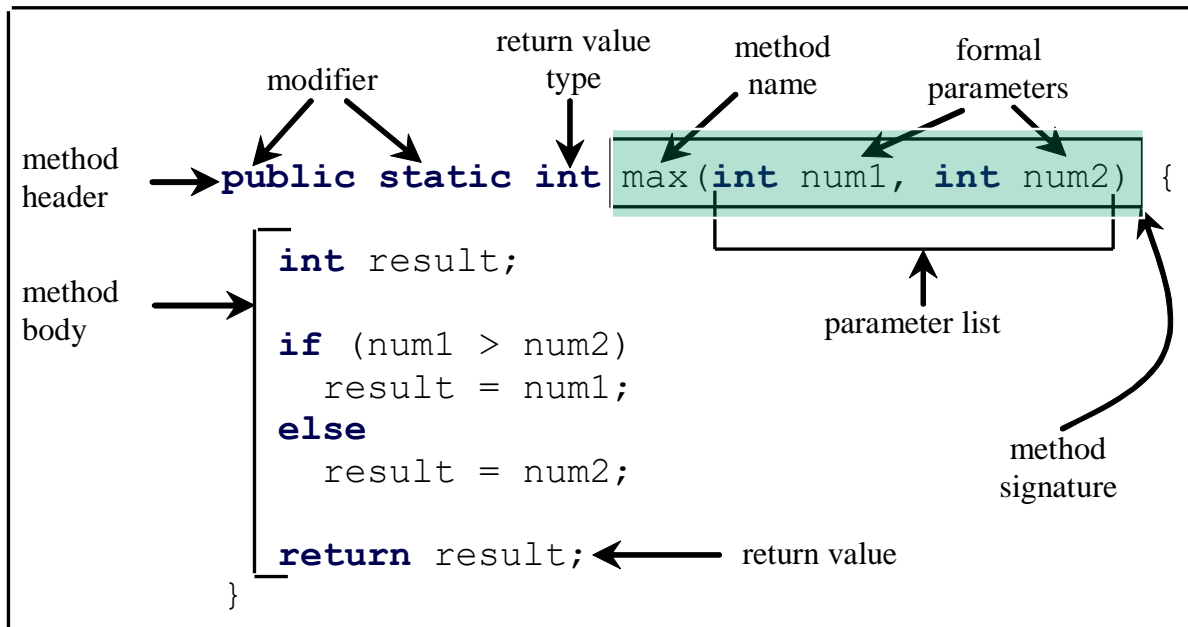 return value
type
method
name
formal
parameters
modifier
method
header
public static int max(int num1, int num2) {
method
body
int result;
parameter list
if (num1 > num2)
result = num1;
else
result = num2;
method
signature
return result;
return value
}